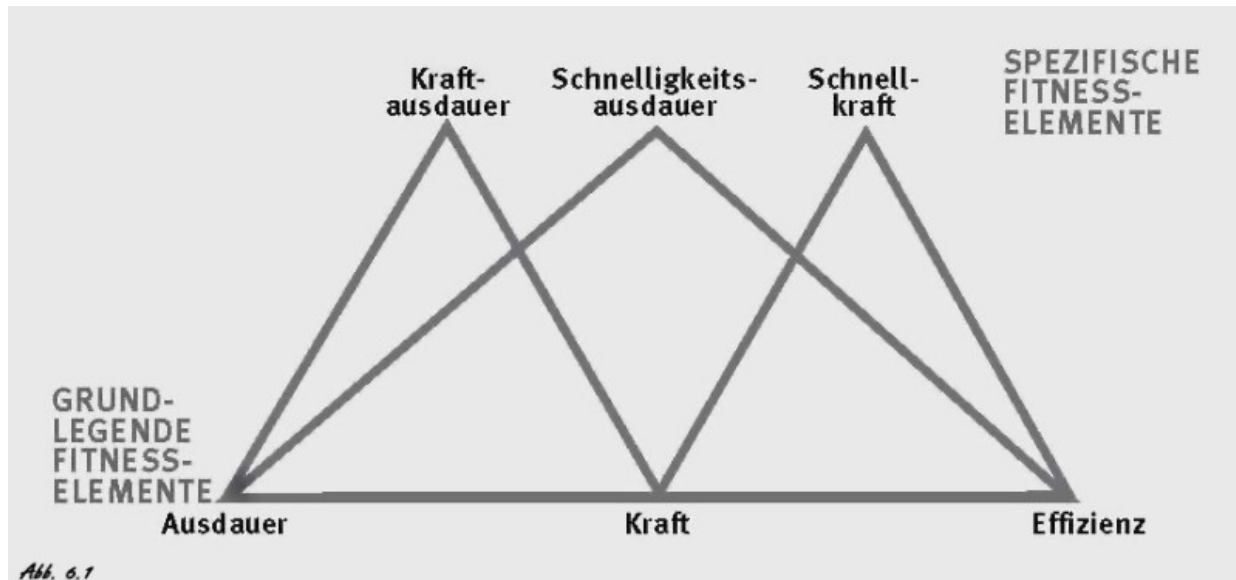 Kraft-
ausdauer
Schnelligkeits-
ausdauer
Schnell-
kraft
SPEZIFISCHE
FITNESS-
ELEMENTE
GRUND-
LEGENDE
FITNESS-
ELEMENTE
Ausdauer
Kraft
Effizienz
Abb. 6.1